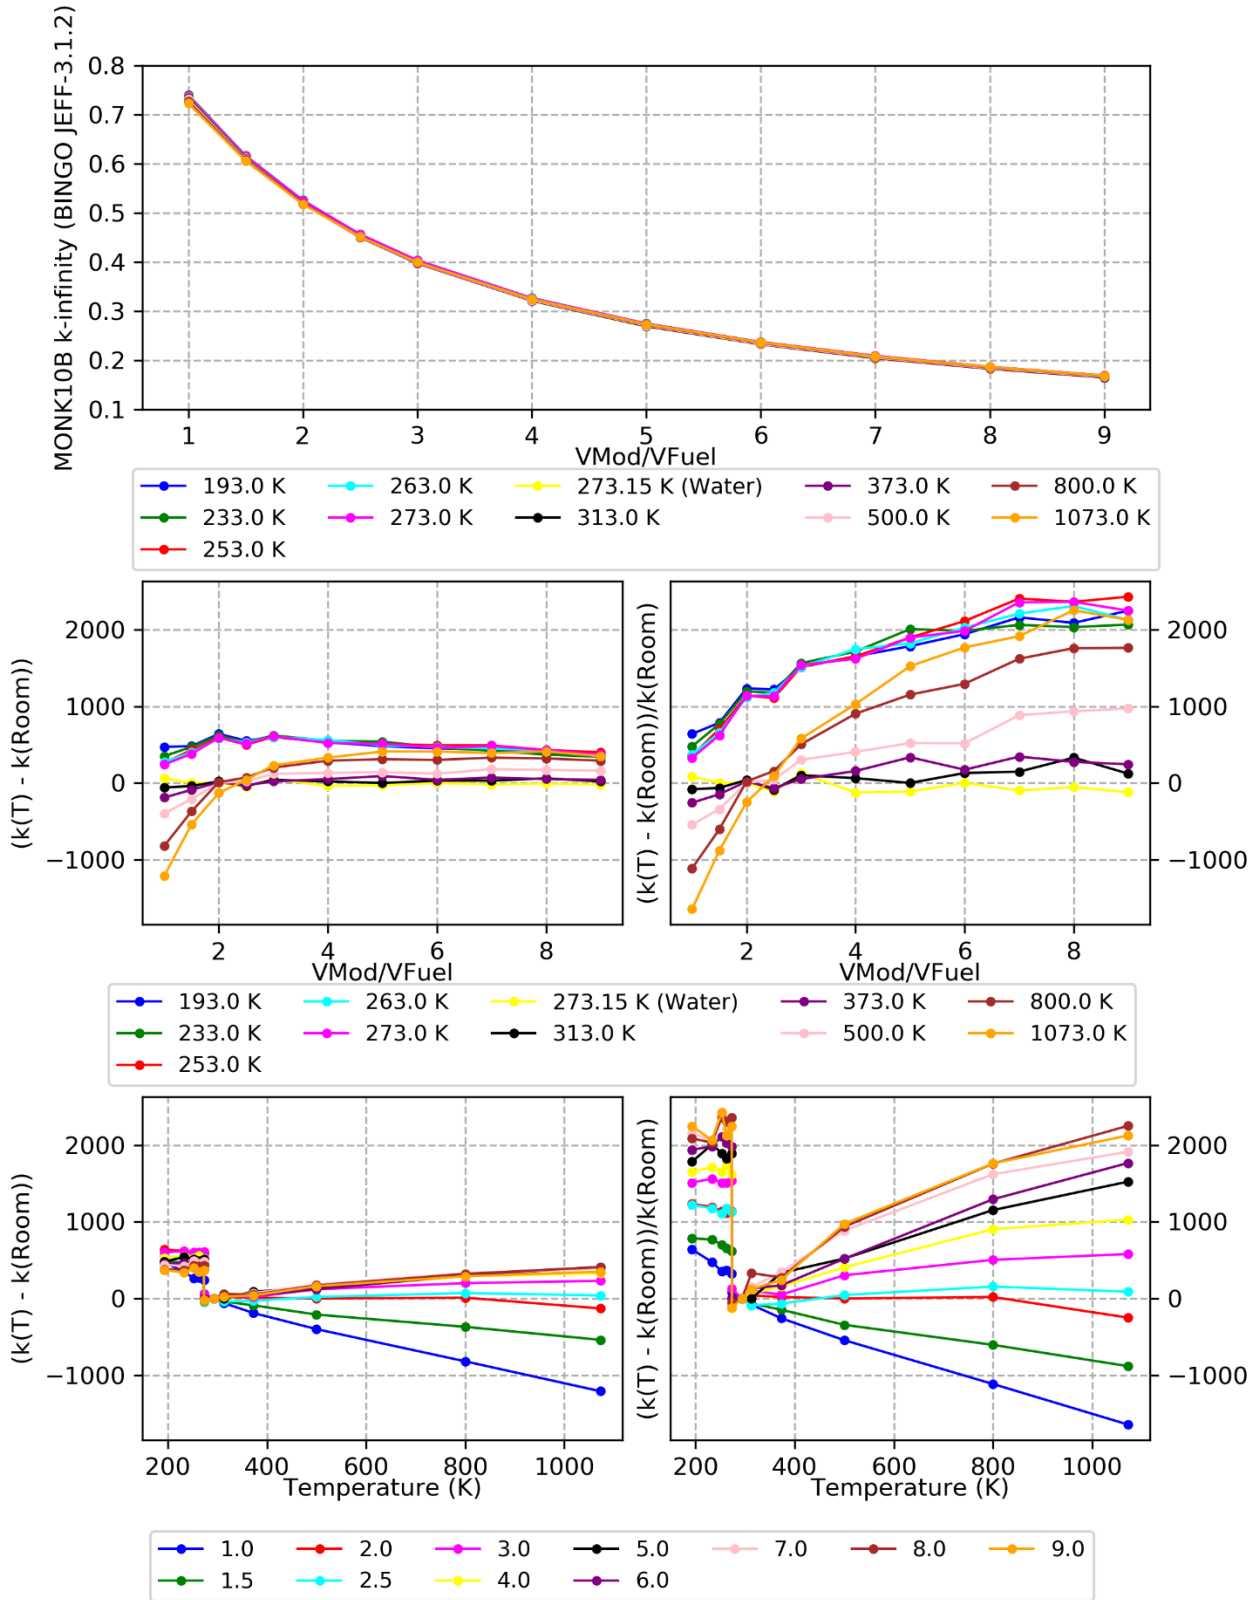 MONK10B k-infinity (BINGO JEFF-3.1.2)
0.8
0.7
0.6
0.5
0.4
0.3
0.2
0.1
1 2 3 4 5 6 7 8 9
VMod/VFuel
193.0 K 263.0 K 273.15 K (Water) 373.0 K 800.0 K
233.0 K 273.0 K 313.0 K 500.0 K 1073.0 K
253.0 K
(k(T) - k(Room))
2000
1000
0
−1000
2 4 6 8
VMod/VFuel
(k(T) - k(Room))/k(Room)
2000
1000
0
−1000
2 4 6 8
VMod/VFuel
193.0 K 263.0 K 273.15 K (Water) 373.0 K 800.0 K
233.0 K 273.0 K 313.0 K 500.0 K 1073.0 K
253.0 K
(k(T) - k(Room))
2000
1000
0
−1000
200 400 600 800 1000
Temperature (K)
(k(T) - k(Room))/k(Room)
2000
1000
0
−1000
200 400 600 800 1000
Temperature (K)
1.0 2.0 3.0 5.0 7.0 8.0 9.0
1.5 2.5 4.0 6.0